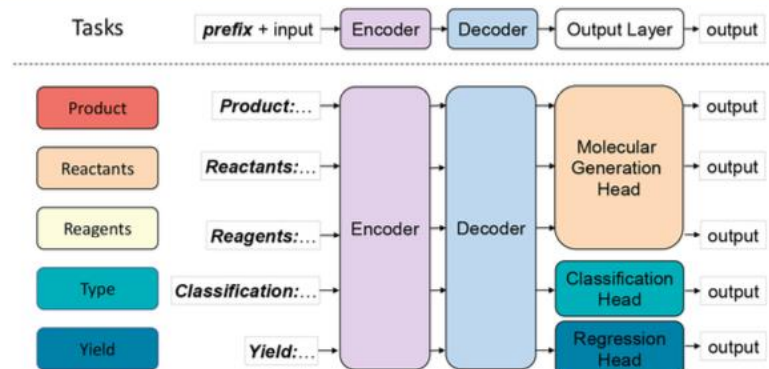 Tasks prefix + input Encoder Decoder Output Layer output
Product Product:... output
Reactants Reactants:... output
Molecular
Generation
Head
Reagents Reagents:... output
Encoder Decoder
Type Classification:... Classification
Head output
Yield Yield:... Regression
Head output